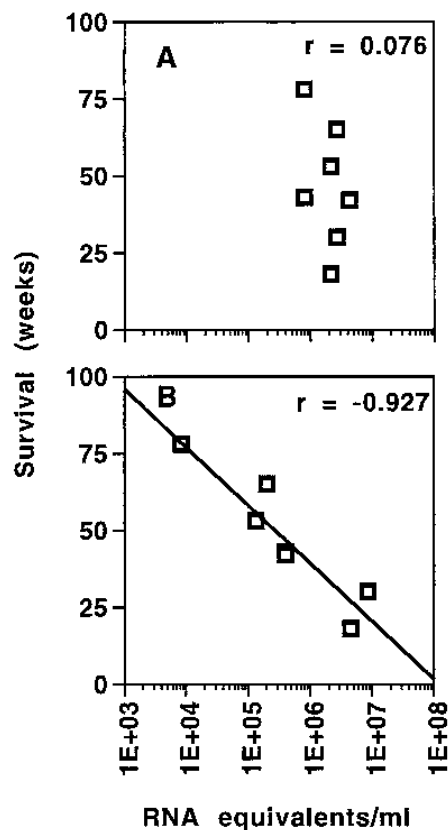 100
A
r = 0.076
75
50
25
0
Survival (weeks)
100
B
r = -0.927
75
50
25
0
1E+03
1E+04
1E+05
1E+06
1E+07
1E+08
RNA equivalents/ml